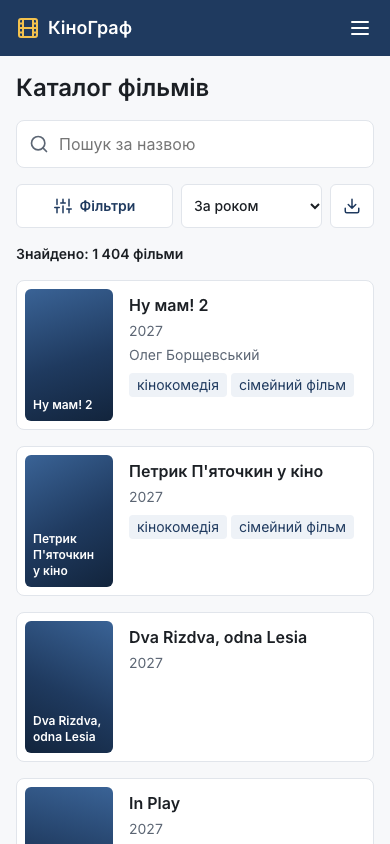 КіноГраф
Каталог фільмів
Пошук за назвою
Фільтри
За роком
Знайдено: 1 404 фільми
Ну мам! 2
Ну мам! 2
2027
Олег Борщевський
кінокомедія сімейний фільм
Петрик
П'яточкин
у кіно
Петрик П'яточкин у кіно
2027
кінокомедія сімейний фільм
Dva Rizdva,
odna Lesia
Dva Rizdva, odna Lesia
2027
In Play
2027